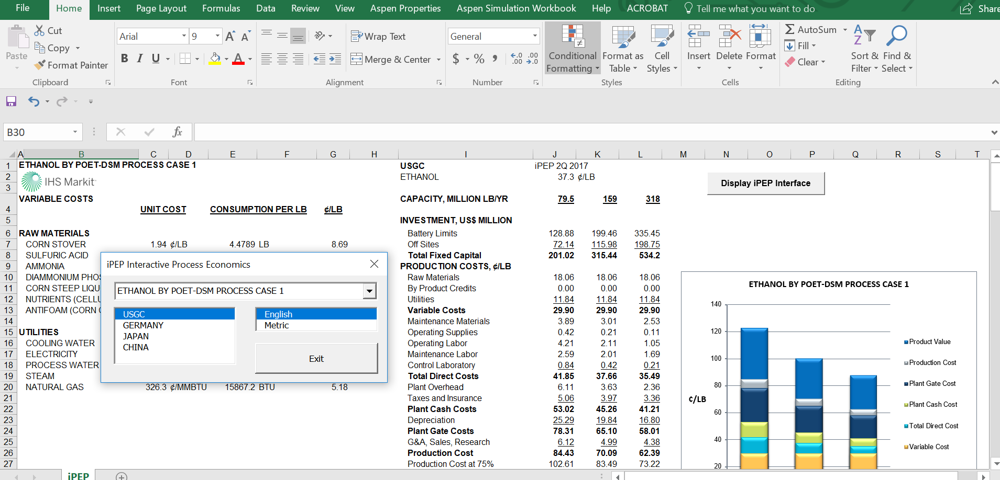 File Home Insert Page Layout Formulas Data Review View Aspen Properties Aspen Simulation Workbook Help ACROBAT Tell me what you want to do Share
Paste
Cut
Copy
Format Painter
Clipboard
Arial 9 A A
B I U A
Font
Wrap Text
Merge & Center
Alignment
General
$ % , .0 .00 .00 .0
Number
Conditional Formatting
Format as Table
Cell Styles
Styles
Insert Delete Format
Cells
AutoSum
Fill
Clear
Sort & Filter
Find & Select
Editing
B30 fx
A B C D E F G H I J K L M N O P Q R S T
1 ETHANOL BY POET-DSM PROCESS CASE 1 USGC iPEP 2Q 2017
2 IHS Markit ETHANOL 37.3 ¢/LB
Display iPEP Interface
3
VARIABLE COSTS CAPACITY, MILLION LB/YR 79.5 159 318
4 UNIT COST CONSUMPTION PER LB ¢/LB
5 INVESTMENT, US$ MILLION
6 RAW MATERIALS Battery Limits 128.88 199.46 335.45
7 CORN STOVER 1.94 ¢/LB 4.4789 LB 8.69 Off Sites 72.14 115.98 198.75
8 SULFURIC ACID Total Fixed Capital 201.02 315.44 534.2
9 AMMONIA PRODUCTION COSTS, ¢/LB
10 DIAMMONIUM PHOS Raw Materials 18.06 18.06 18.06
11 CORN STEEP LIQU By Product Credits 0.00 0.00 0.00
12 NUTRIENTS (CELLU Utilities 11.84 11.84 11.84
13 ANTIFOAM (CORN Variable Costs 29.90 29.90 29.90
14 Maintenance Materials 3.89 3.01 2.53
15 UTILITIES Operating Supplies 0.42 0.21 0.11
16 COOLING WATER Operating Labor 4.21 2.11 1.05
17 ELECTRICITY Maintenance Labor 2.59 2.01 1.69
18 PROCESS WATER Control Laboratory 0.84 0.42 0.21
19 STEAM Total Direct Costs 41.85 37.66 35.49
20 NATURAL GAS 326.3 ¢/MMBTU 15867.2 BTU 5.18 Plant Overhead 6.11 3.63 2.36
21 Taxes and Insurance 5.06 3.97 3.36
22 Plant Cash Costs 53.02 45.26 41.21
23 Depreciation 25.29 19.84 16.80
24 Plant Gate Costs 78.31 65.10 58.01
25 G&A, Sales, Research 6.12 4.99 4.38
26 Production Cost 84.43 70.09 62.39
27 Production Cost at 75% 102.61 83.49 73.22
iPEP Interactive Process Economics
ETHANOL BY POET-DSM PROCESS CASE 1
USGC
GERMANY
JAPAN
CHINA
English
Metric
Exit
ETHANOL BY POET-DSM PROCESS CASE 1
140
120
100
80
60
40
20
¢/LB
Product Value
Production Cost
Plant Gate Cost
Plant Cash Cost
Total Direct Cost
Variable Cost
iPEP